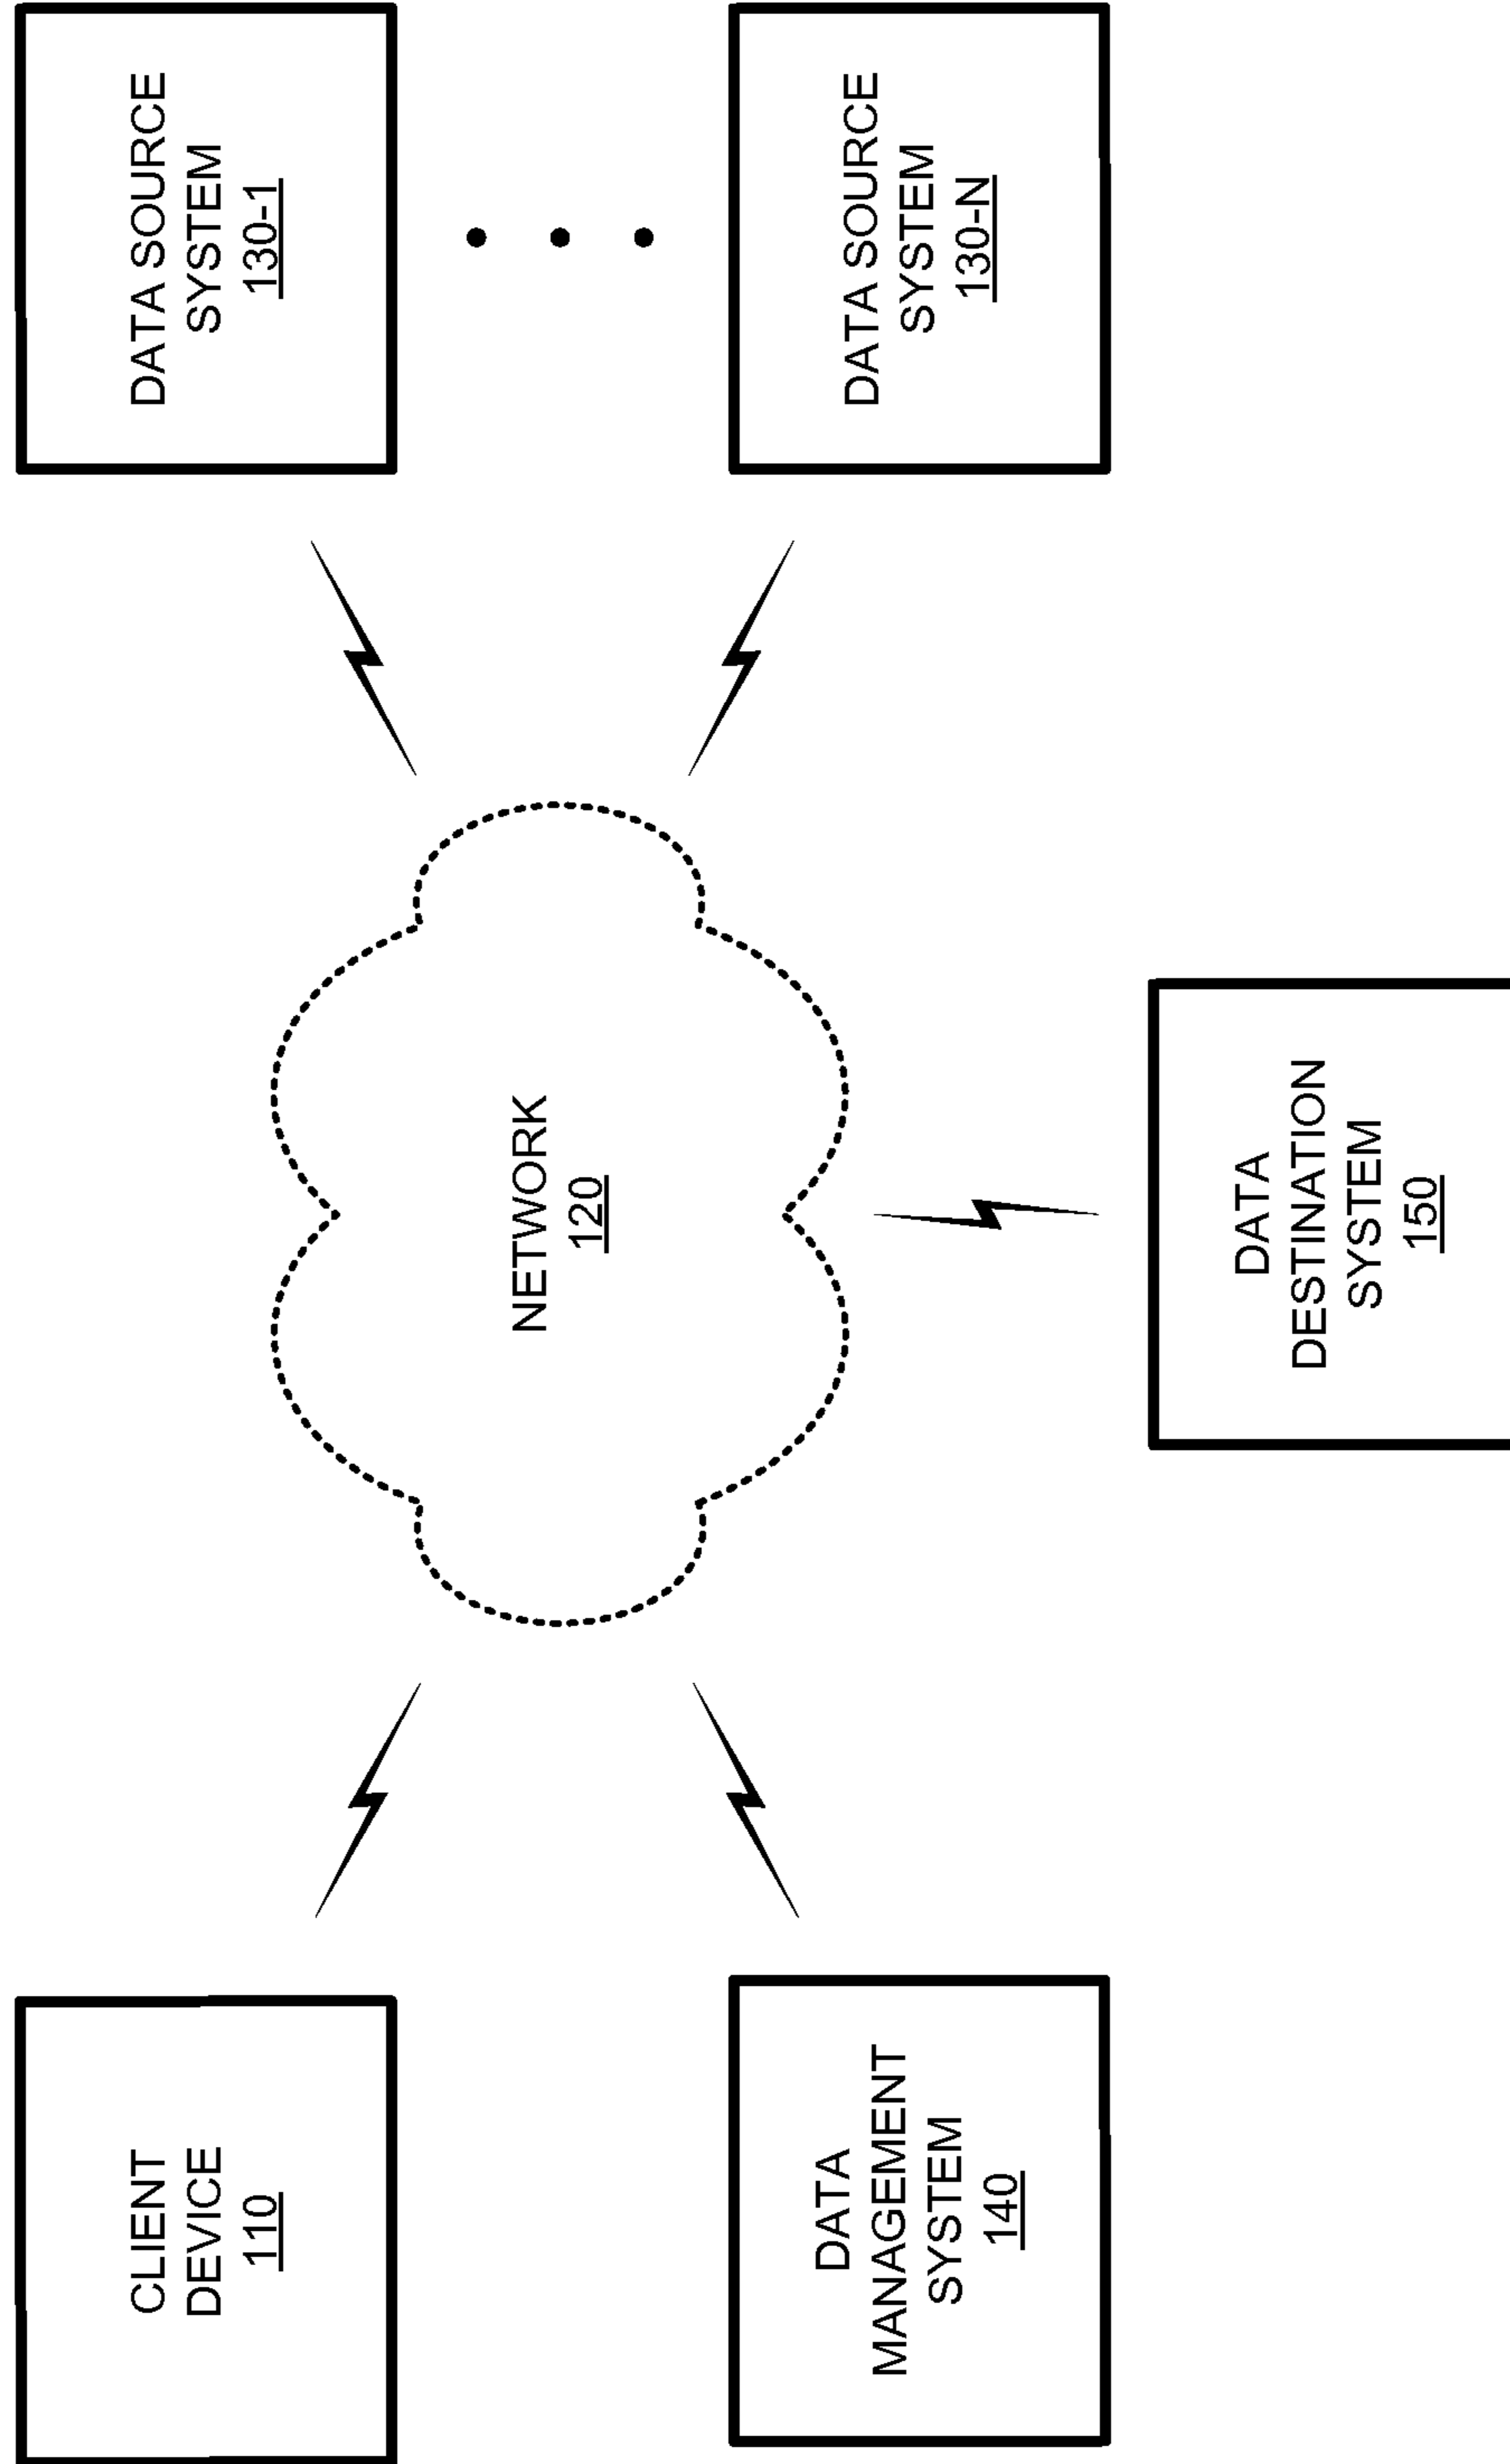 CLIENT
DEVICE
110
NETWORK
120
DATA SOURCE
SYSTEM
130-1
DATA SOURCE
SYSTEM
130-N
DATA
MANAGEMENT
SYSTEM
140
DATA
DESTINATION
SYSTEM
150